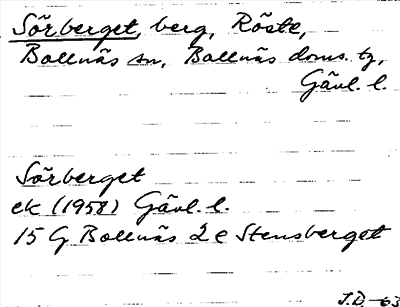 Sörberget, berg, Röste,
Bollnäs sn, Bollnäs doms. tg,
Gävl. l.
Sörberget
ek (1958) Gävl. l.
15 G Bollnäs 2 e Stensberget
J.D.-63